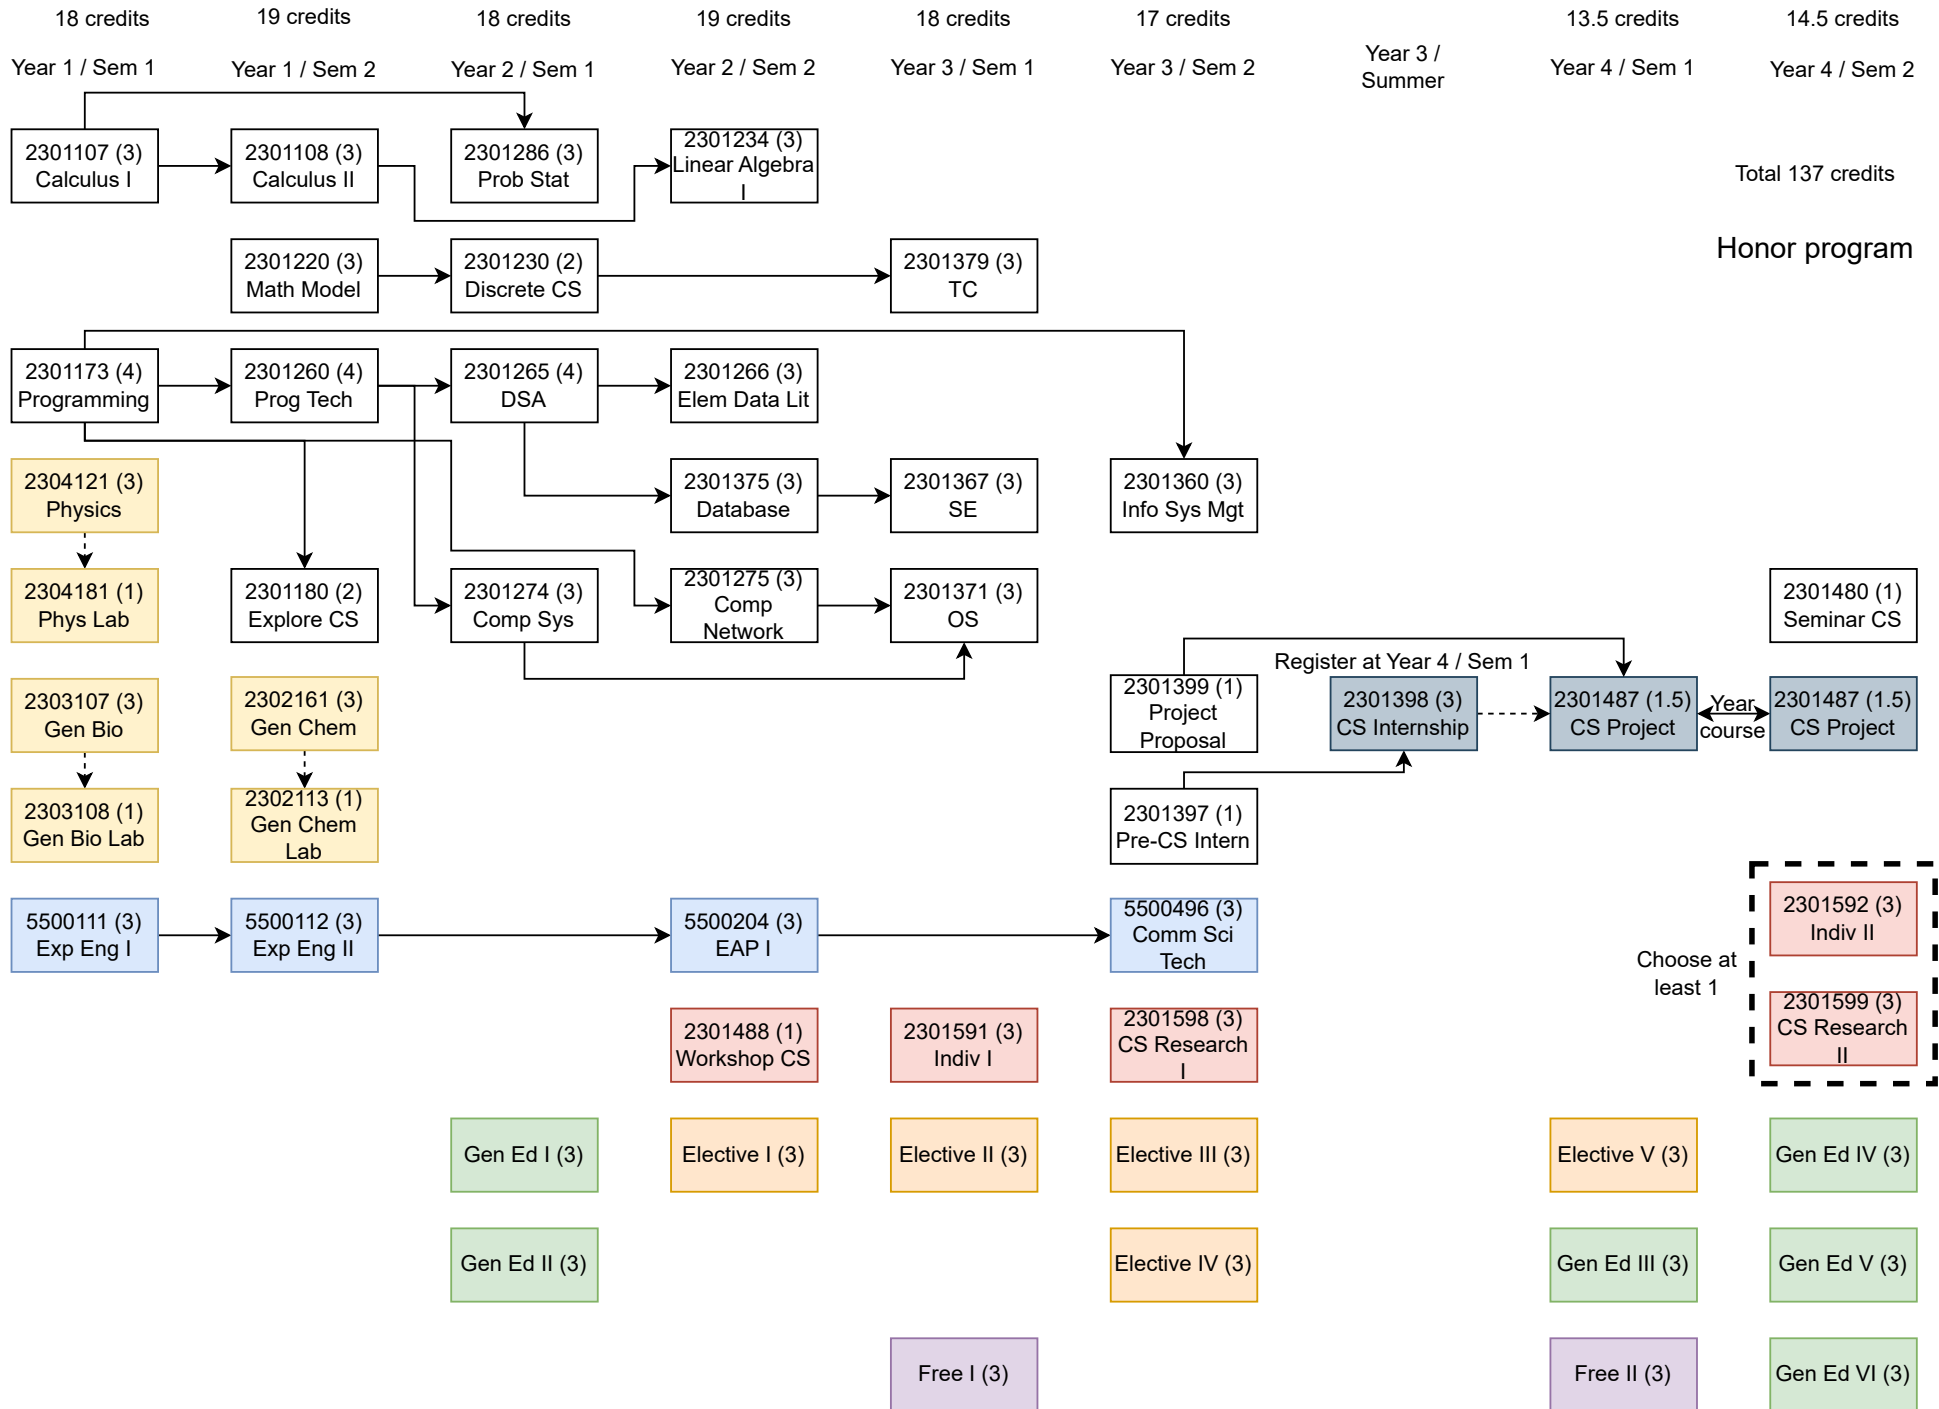 18 credits
19 credits
18 credits
19 credits
18 credits
17 credits
13.5 credits
14.5 credits
Year 1 / Sem 1
Year 1 / Sem 2
Year 2 / Sem 1
Year 2 / Sem 2
Year 3 / Sem 1
Year 3 / Sem 2
Year 3 /
Summer
Year 4 / Sem 1
Year 4 / Sem 2
2301107 (3)
Calculus I
2301108 (3)
Calculus II
2301286 (3)
Prob Stat
2301234 (3)
Linear Algebra
I
Total 137 credits
Honor program
2301220 (3)
Math Model
2301230 (2)
Discrete CS
2301379 (3)
TC
2301173 (4)
Programming
2301260 (4)
Prog Tech
2301265 (4)
DSA
2301266 (3)
Elem Data Lit
2304121 (3)
Physics
2301375 (3)
Database
2301367 (3)
SE
2301360 (3)
Info Sys Mgt
2304181 (1)
Phys Lab
2301180 (2)
Explore CS
2301274 (3)
Comp Sys
2301275 (3)
Comp
Network
2301371 (3)
OS
2301480 (1)
Seminar CS
2303107 (3)
Gen Bio
2302161 (3)
Gen Chem
2301399 (1)
Project
Proposal
Register at Year 4 / Sem 1
2301398 (3)
CS Internship
2301487 (1.5)
CS Project
Year
course
2301487 (1.5)
CS Project
2303108 (1)
Gen Bio Lab
2302113 (1)
Gen Chem
Lab
2301397 (1)
Pre-CS Intern
5500111 (3)
Exp Eng I
5500112 (3)
Exp Eng II
5500204 (3)
EAP I
5500496 (3)
Comm Sci
Tech
Choose at
least 1
2301592 (3)
Indiv II
2301488 (1)
Workshop CS
2301591 (3)
Indiv I
2301598 (3)
CS Research
I
2301599 (3)
CS Research
II
Gen Ed I (3)
Elective I (3)
Elective II (3)
Elective III (3)
Elective V (3)
Gen Ed IV (3)
Gen Ed II (3)
Elective IV (3)
Gen Ed III (3)
Gen Ed V (3)
Free I (3)
Free II (3)
Gen Ed VI (3)